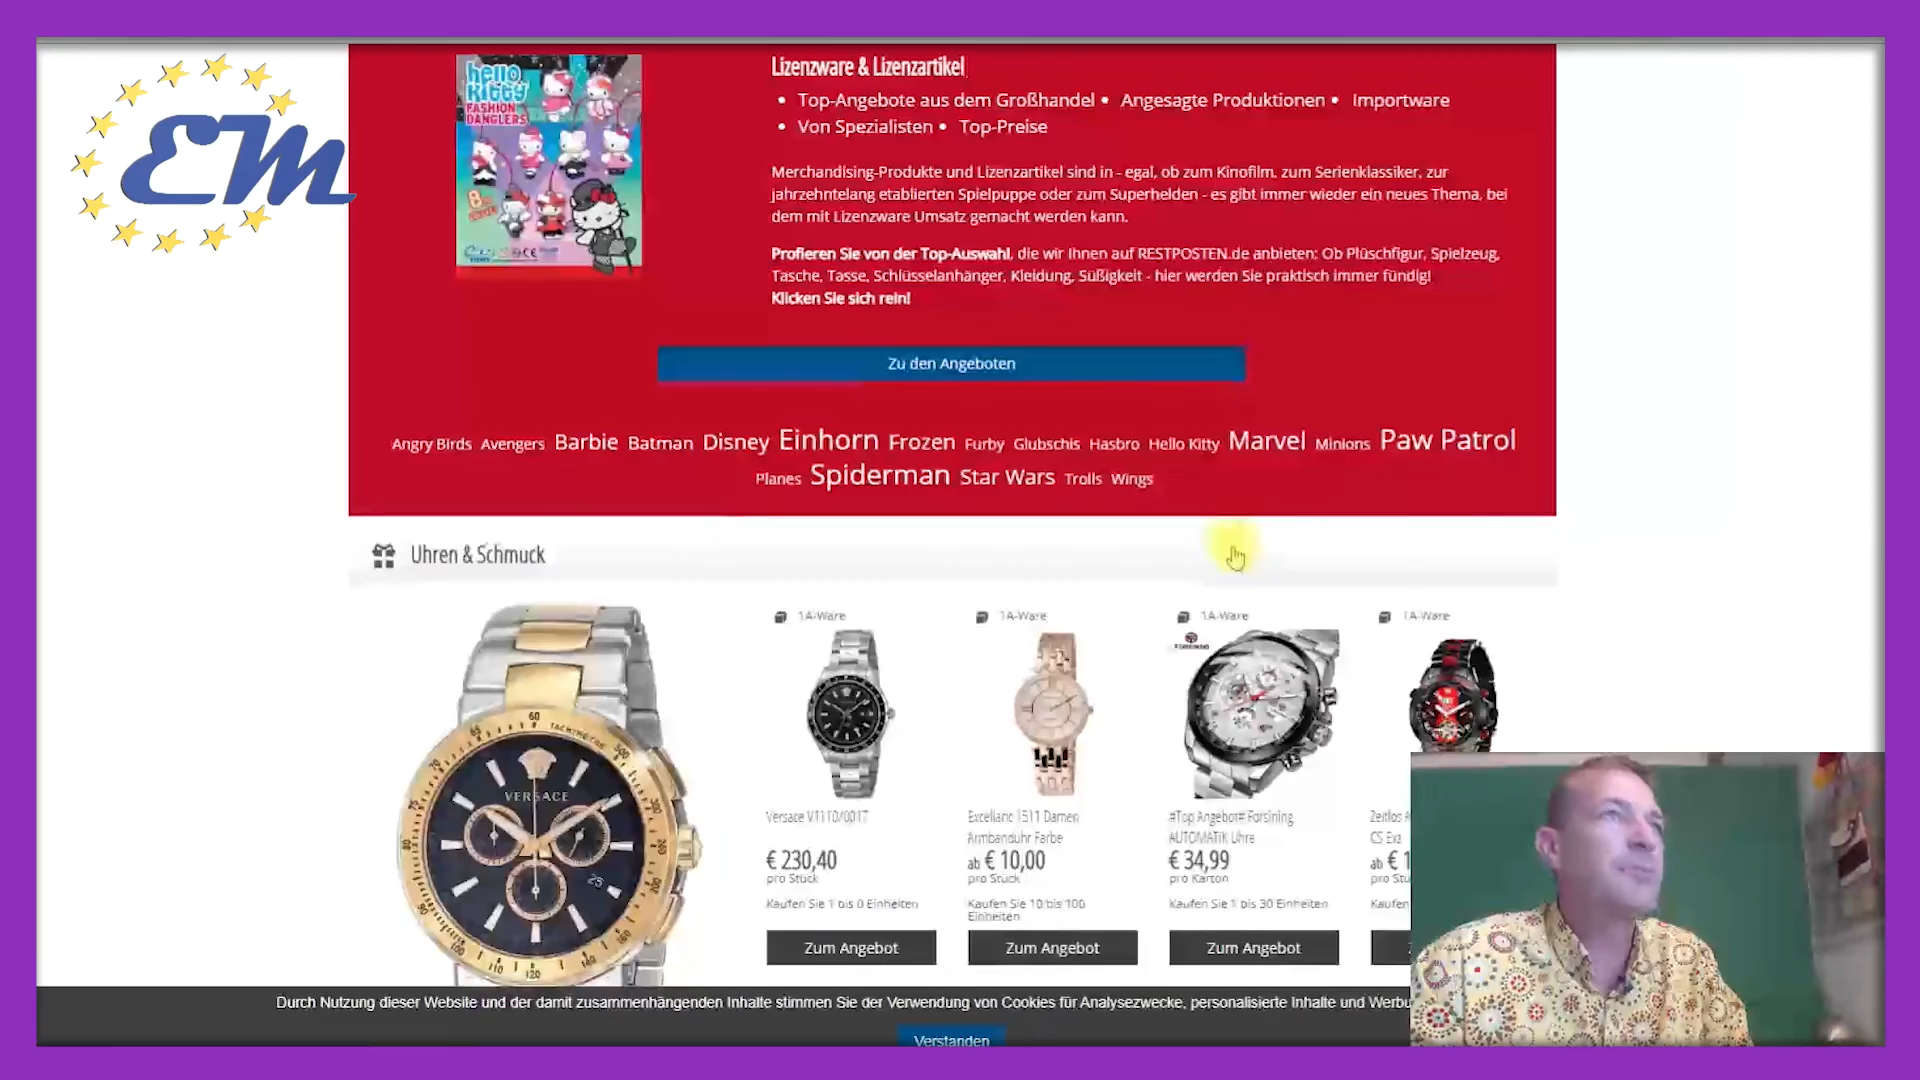 EM
hello
kitty
FASHION
DANGLERS
Lizenzware & Lizenzartikel
• Top-Angebote aus dem Großhandel • Angesagte Produktionen • Importware
• Von Spezialisten • Top-Preise
Merchandising-Produkte und Lizenzartikel sind in - egal, ob zum Kinofilm, zum Serienklassiker, zur
jahrzehntelang etablierten Spielpuppe oder zum Superhelden - es gibt immer wieder ein neues Thema, bei
dem mit Lizenzware Umsatz gemacht werden kann.
Profieren Sie von der Top-Auswahl, die wir Ihnen auf RESTPOSTEN.de anbieten: Ob Plüschfigur, Spielzeug,
Tasche, Tasse, Schlüsselanhänger, Kleidung, Süßigkeit - hier werden Sie praktisch immer fündig!
Klicken Sie sich rein!
Zu den Angeboten
Angry Birds Avengers Barbie Batman Disney Einhorn Frozen Furby Glubschis Hasbro Hello Kitty Marvel Minions Paw Patrol
Planes Spiderman Star Wars Trolls Wings
Uhren & Schmuck
1A-Ware 1A-Ware 1A-Ware 1A-Ware
VERSACE
TACHYMETRE
Versace V1110/0017
€ 230,40
pro Stück
Kaufen Sie 1 bis 0 Einheiten
Zum Angebot
Excellanc 1511 Damen
Armbanduhr Farbe
ab € 10,00
pro Stück
Kaufen Sie 10 bis 100
Einheiten
Zum Angebot
#Top Angebot# Forsining
AUTOMATIK Uhre
€ 34,99
pro Karton
Kaufen Sie 1 bis 30 Einheiten
Zum Angebot
Zeitlos
CS Exz
ab € 1
pro Stü
Kaufen
Durch Nutzung dieser Website und der damit zusammenhängenden Inhalte stimmen Sie der Verwendung von Cookies für Analysezwecke, personalisierte Inhalte und Werbu
Verstanden